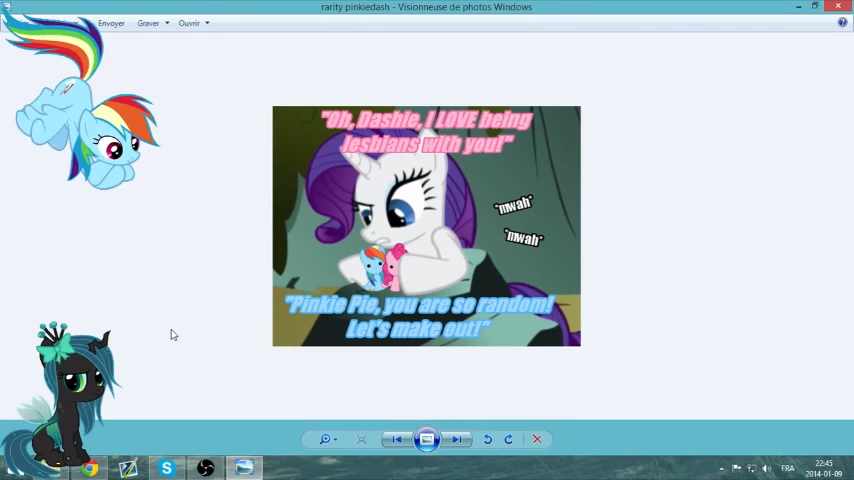 rarity pinkiedash - Visionneuse de photos Windows
Envoyer Graver Ouvrir
"Oh, Dashie, I LOVE being
lesbians with you!"
*mwah*
*mwah*
"Pinkie Pie, you are so random!
Let's make out!"
FRA
22:45
2014-01-09